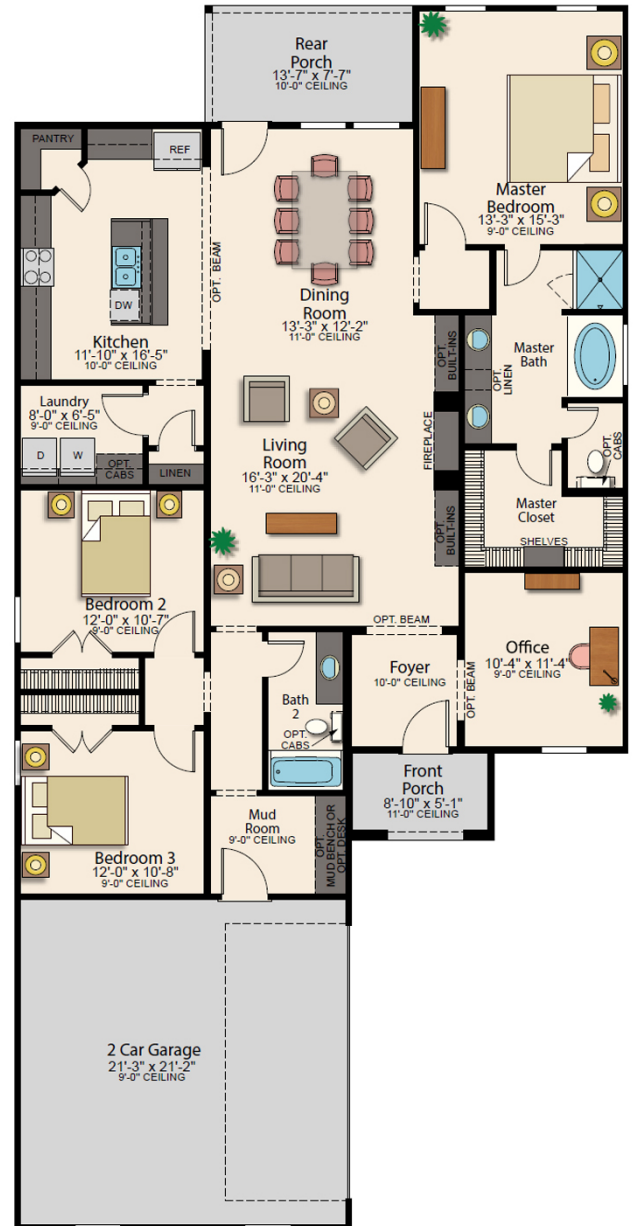 Rear
Porch
13'-7" x 7'-7"
10'-0" CEILING
PANTRY
REF
Master
Bedroom
13'-3" x 15'-3"
9'-0" CEILING
OPT. BEAM
DW
Dining
Room
13'-3" x 12'-2"
11'-0" CEILING
Kitchen
11'-10" x 16'-5"
10'-0" CEILING
OPT.
BUILT-INS
OPT.
LINEN
Master
Bath
Laundry
8'-0" x 6'-5"
9'-0" CEILING
D
W
OPT.
CABS
LINEN
Living
Room
16'-3" x 20'-4"
11'-0" CEILING
FIREPLACE
OPT.
CABS
OPT.
BUILT-INS
Master
Closet
SHELVES
Bedroom 2
12'-0" x 10'-7"
9'-0" CEILING
OPT. BEAM
Foyer
10'-0" CEILING
OPT. BEAM
Office
10'-4" x 11'-4"
9'-0" CEILING
Bath
2
OPT.
CABS
Front
Porch
8'-10" x 5'-1"
11'-0" CEILING
Mud
Room
9'-0" CEILING
OPT.
MUD BENCH OR
OPT. DESK
Bedroom 3
12'-0" x 10'-8"
9'-0" CEILING
2 Car Garage
21'-3" x 21'-2"
9'-0" CEILING